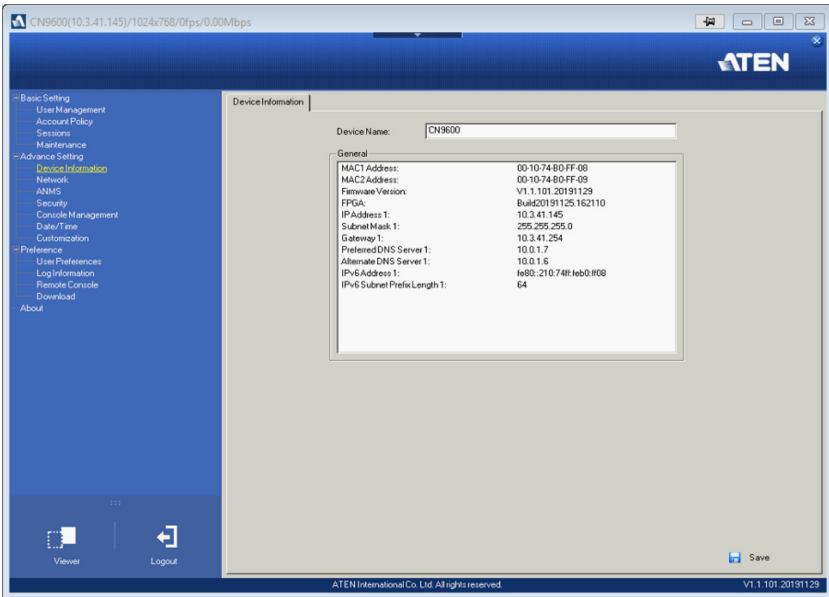 CN9600(10.3.41.145)/1024x768/0fps/0.00Mbps
ATEN
Basic Setting
User Management
Account Policy
Sessions
Maintenance
Advance Setting
Device Information
Network
ANMS
Security
Console Management
Date/Time
Customization
Preference
User Preferences
Log Information
Remote Console
Download
About
Viewer
Logout
Device Information
Device Name: CN9600
General
MAC1 Address: 00-10-74-B0-FF-08
MAC2 Address: 00-10-74-B0-FF-09
Firmware Version: V1.1.101.20191129
FPGA: Build20191125.162110
IP Address 1: 10.3.41.145
Subnet Mask 1: 255.255.255.0
Gateway 1: 10.3.41.254
Preferred DNS Server 1: 10.0.1.7
Alternate DNS Server 1: 10.0.1.6
IPv6 Address 1: fe80::210:74ff:feb0:ff08
IPv6 Subnet Prefix Length 1: 64
Save
ATEN International Co. Ltd. All rights reserved.
V1.1.101.20191129